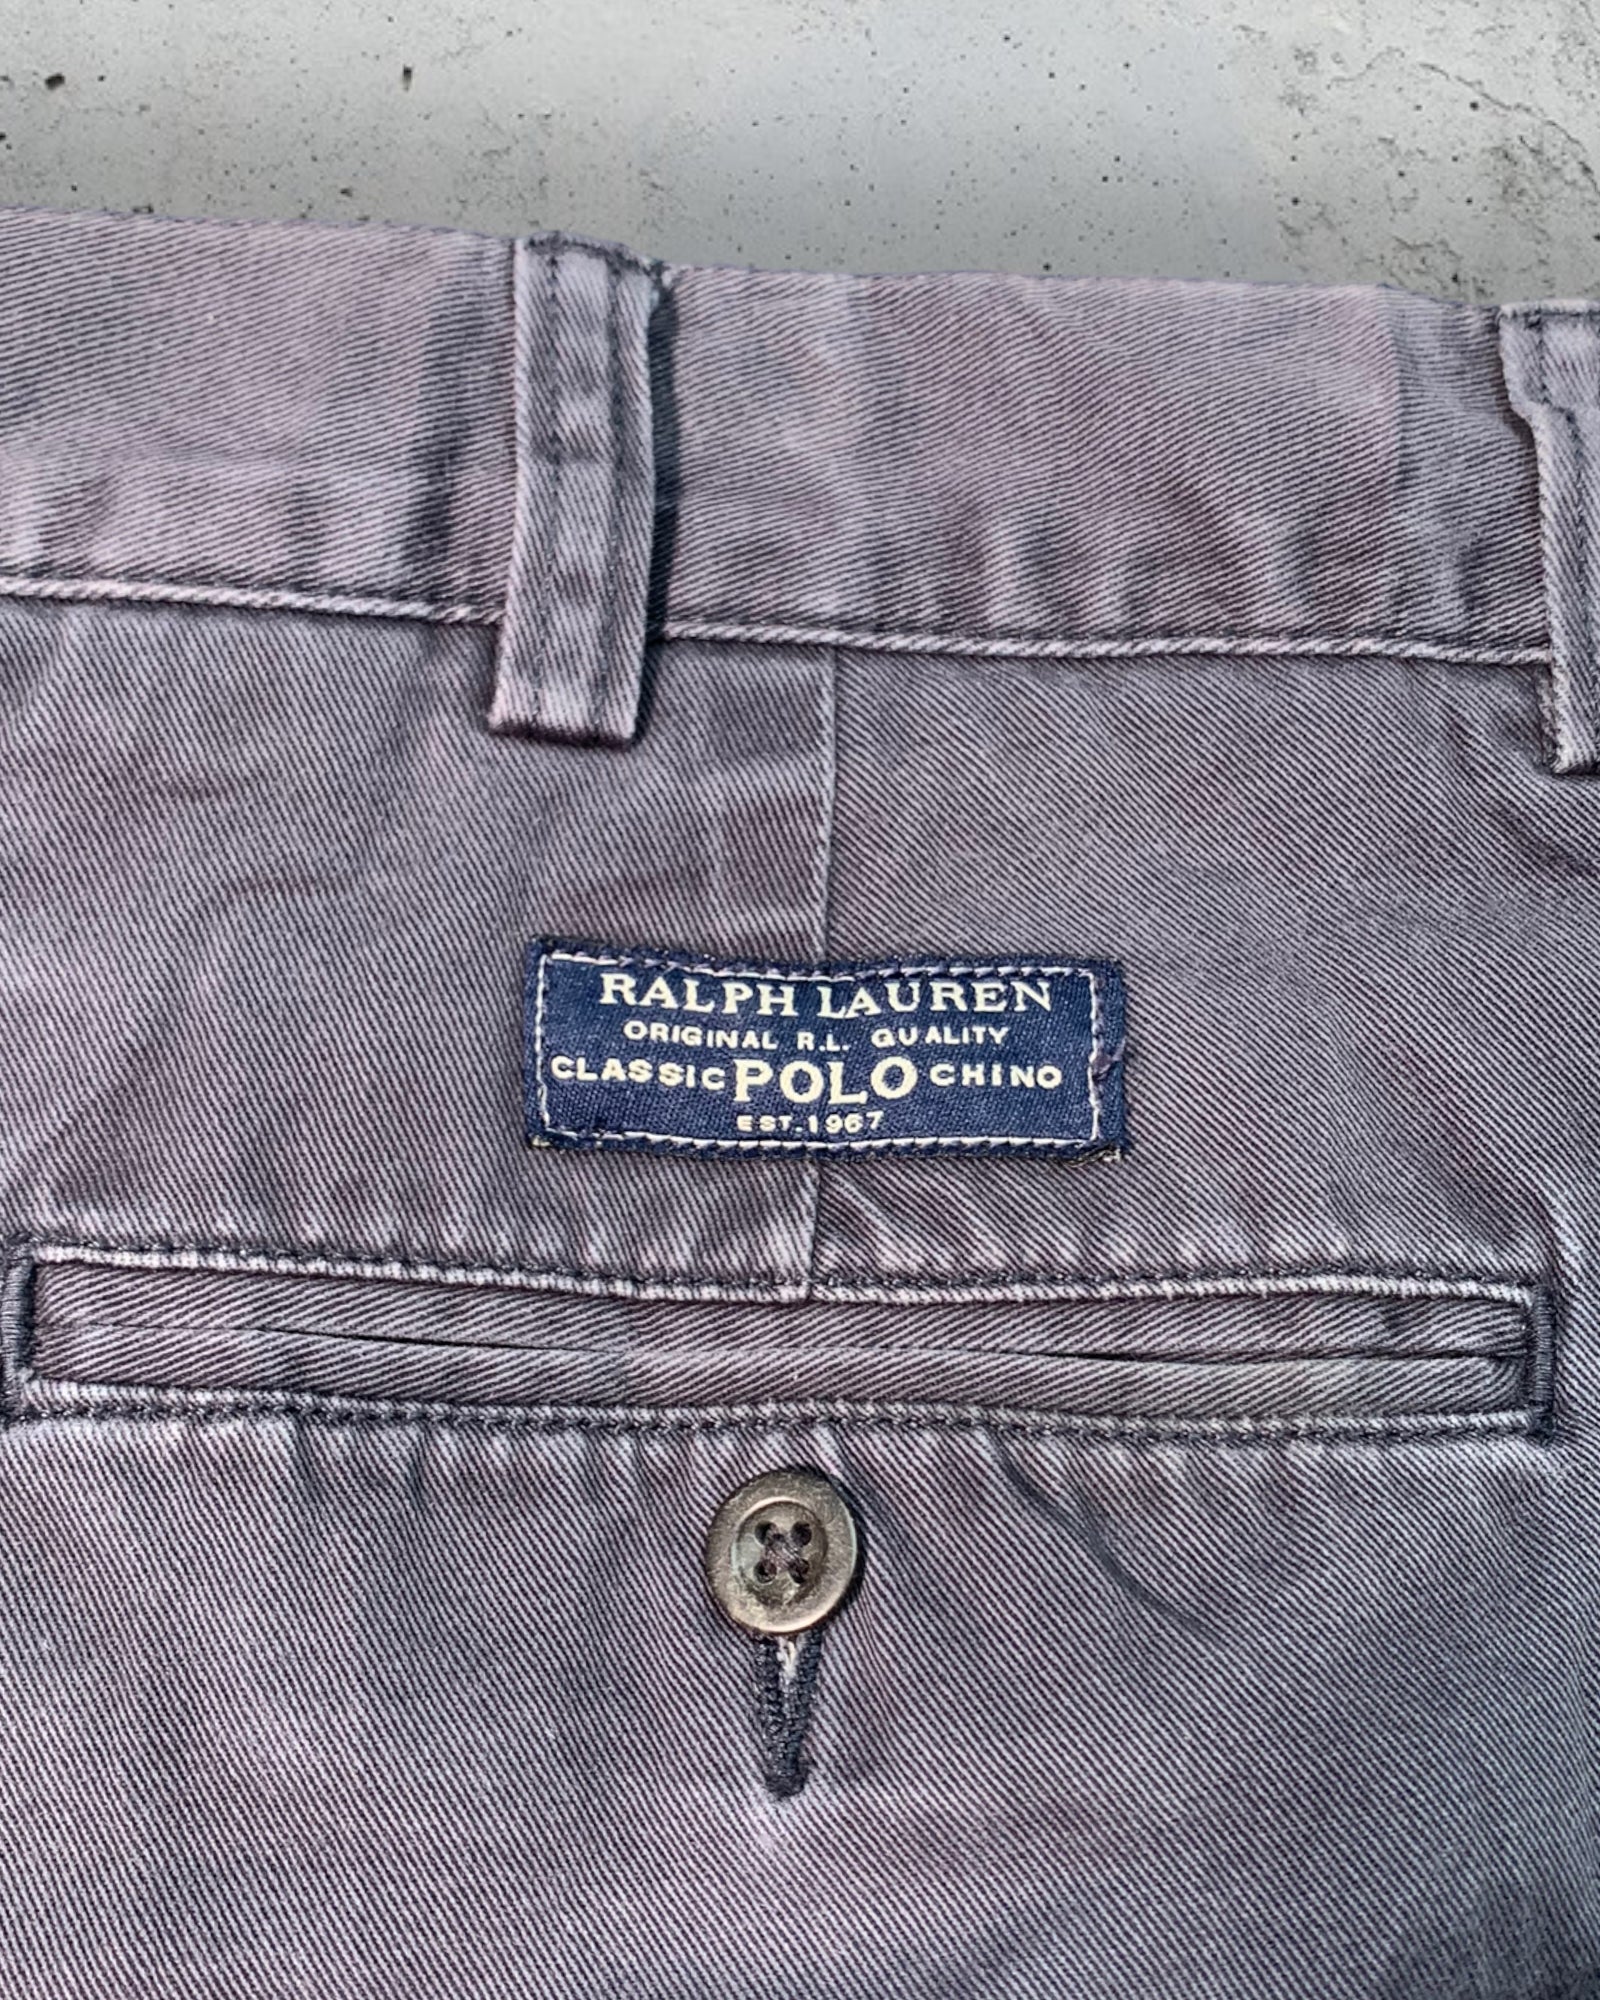 RALPH LAUREN
ORIGINAL R.L. QUALITY
CLASSIC POLO CHINO
EST. 1967